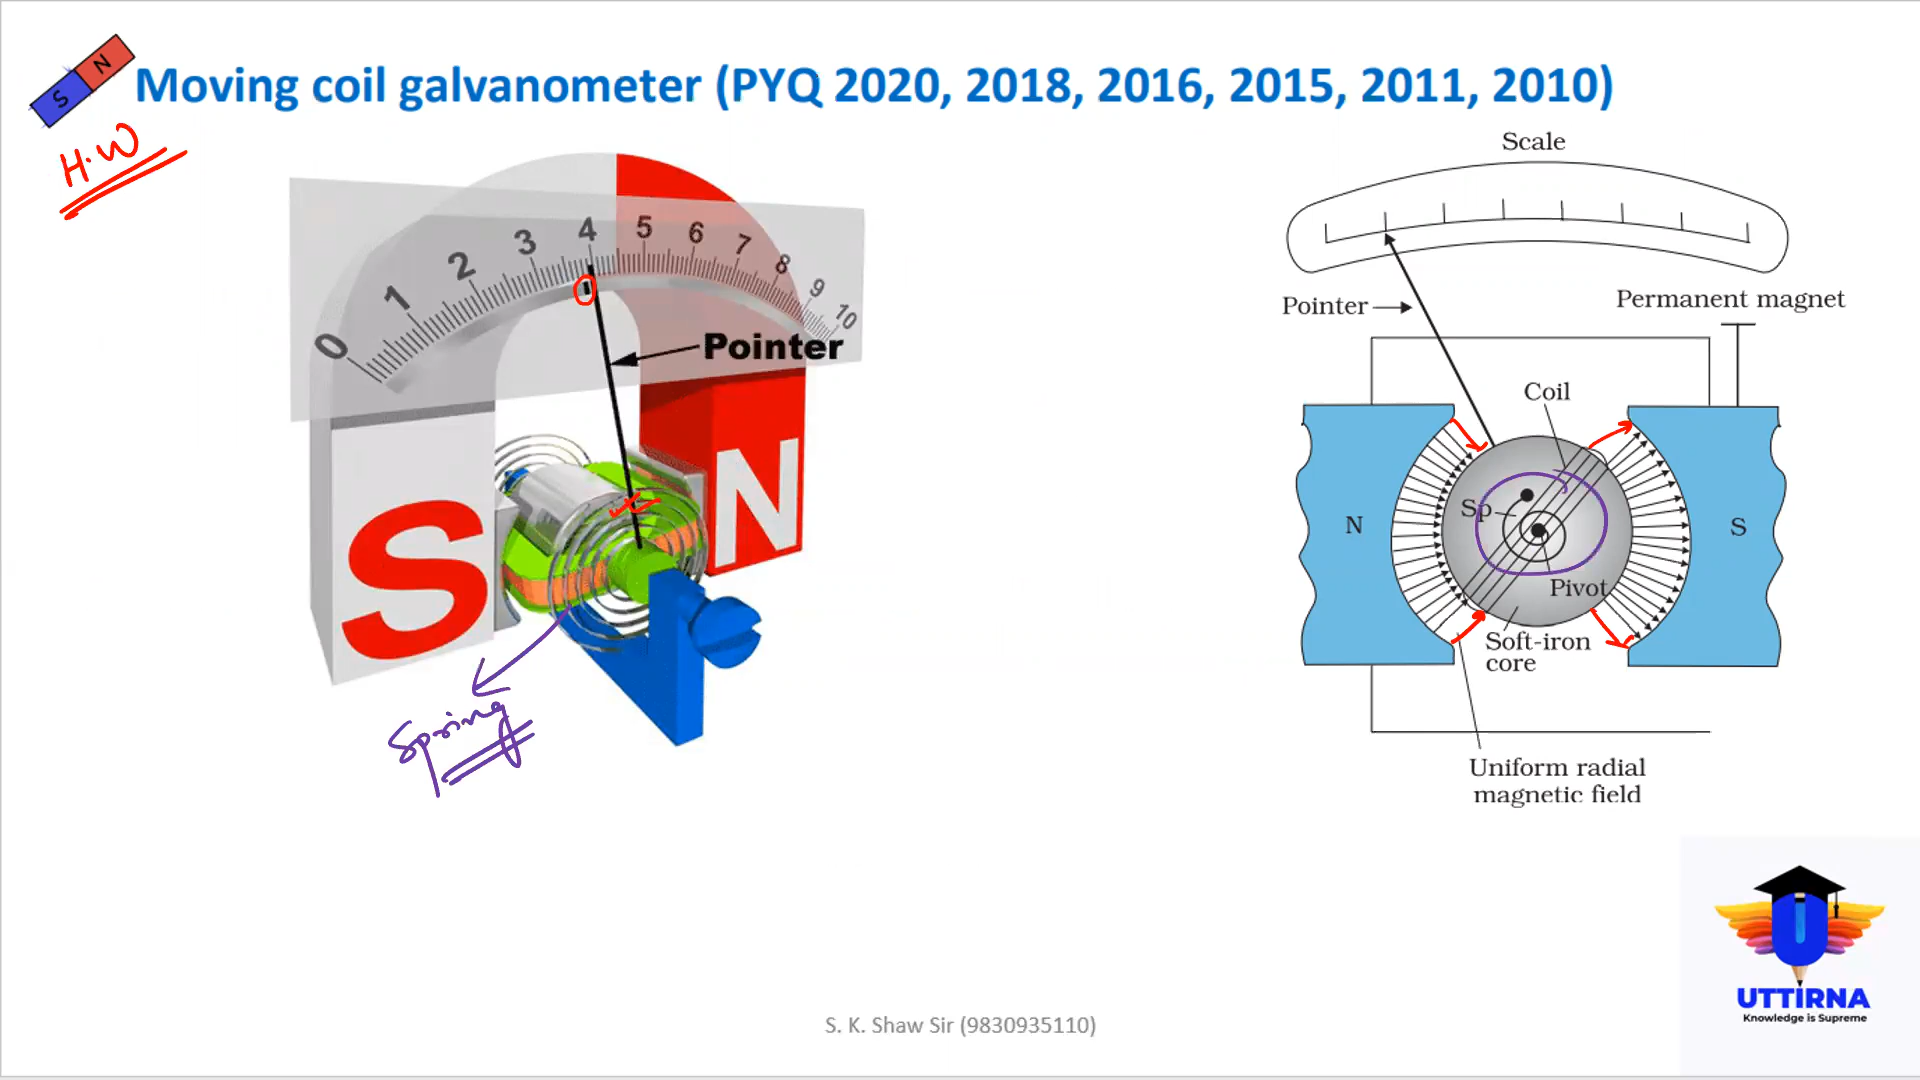 S N
Moving coil galvanometer (PYQ 2020, 2018, 2016, 2015, 2011, 2010)
H.W
0 1 2 3 4 5 6 7 8 9 10
Pointer
S
N
Spring
Scale
Pointer
Permanent magnet
Coil
N
Sp
S
Pivot
Soft-iron
core
Uniform radial
magnetic field
UTTIRNA
Knowledge is Supreme
S. K. Shaw Sir (9830935110)